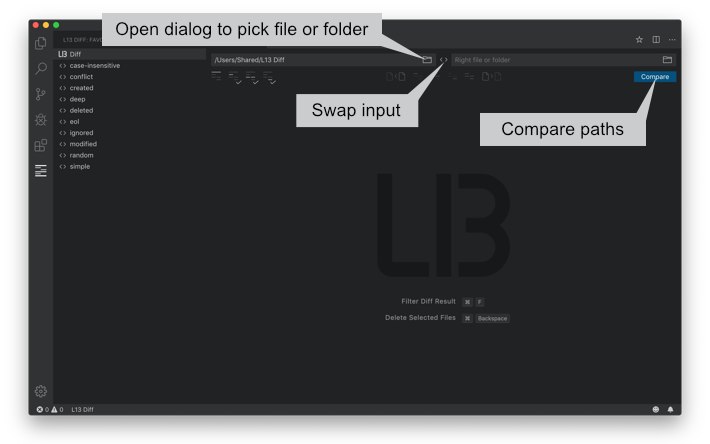 Open dialog to pick file or folder
L13 DIFF: FAVO
L13 Diff
case-insensitive
conflict
created
deep
deleted
eol
ignored
modified
random
simple
/Users/Shared/L13 Diff
Right file or folder
Compare
Swap input
Compare paths
L13
Filter Diff Result ⌘ F
Delete Selected Files ⌘ Backspace
0 0 L13 Diff